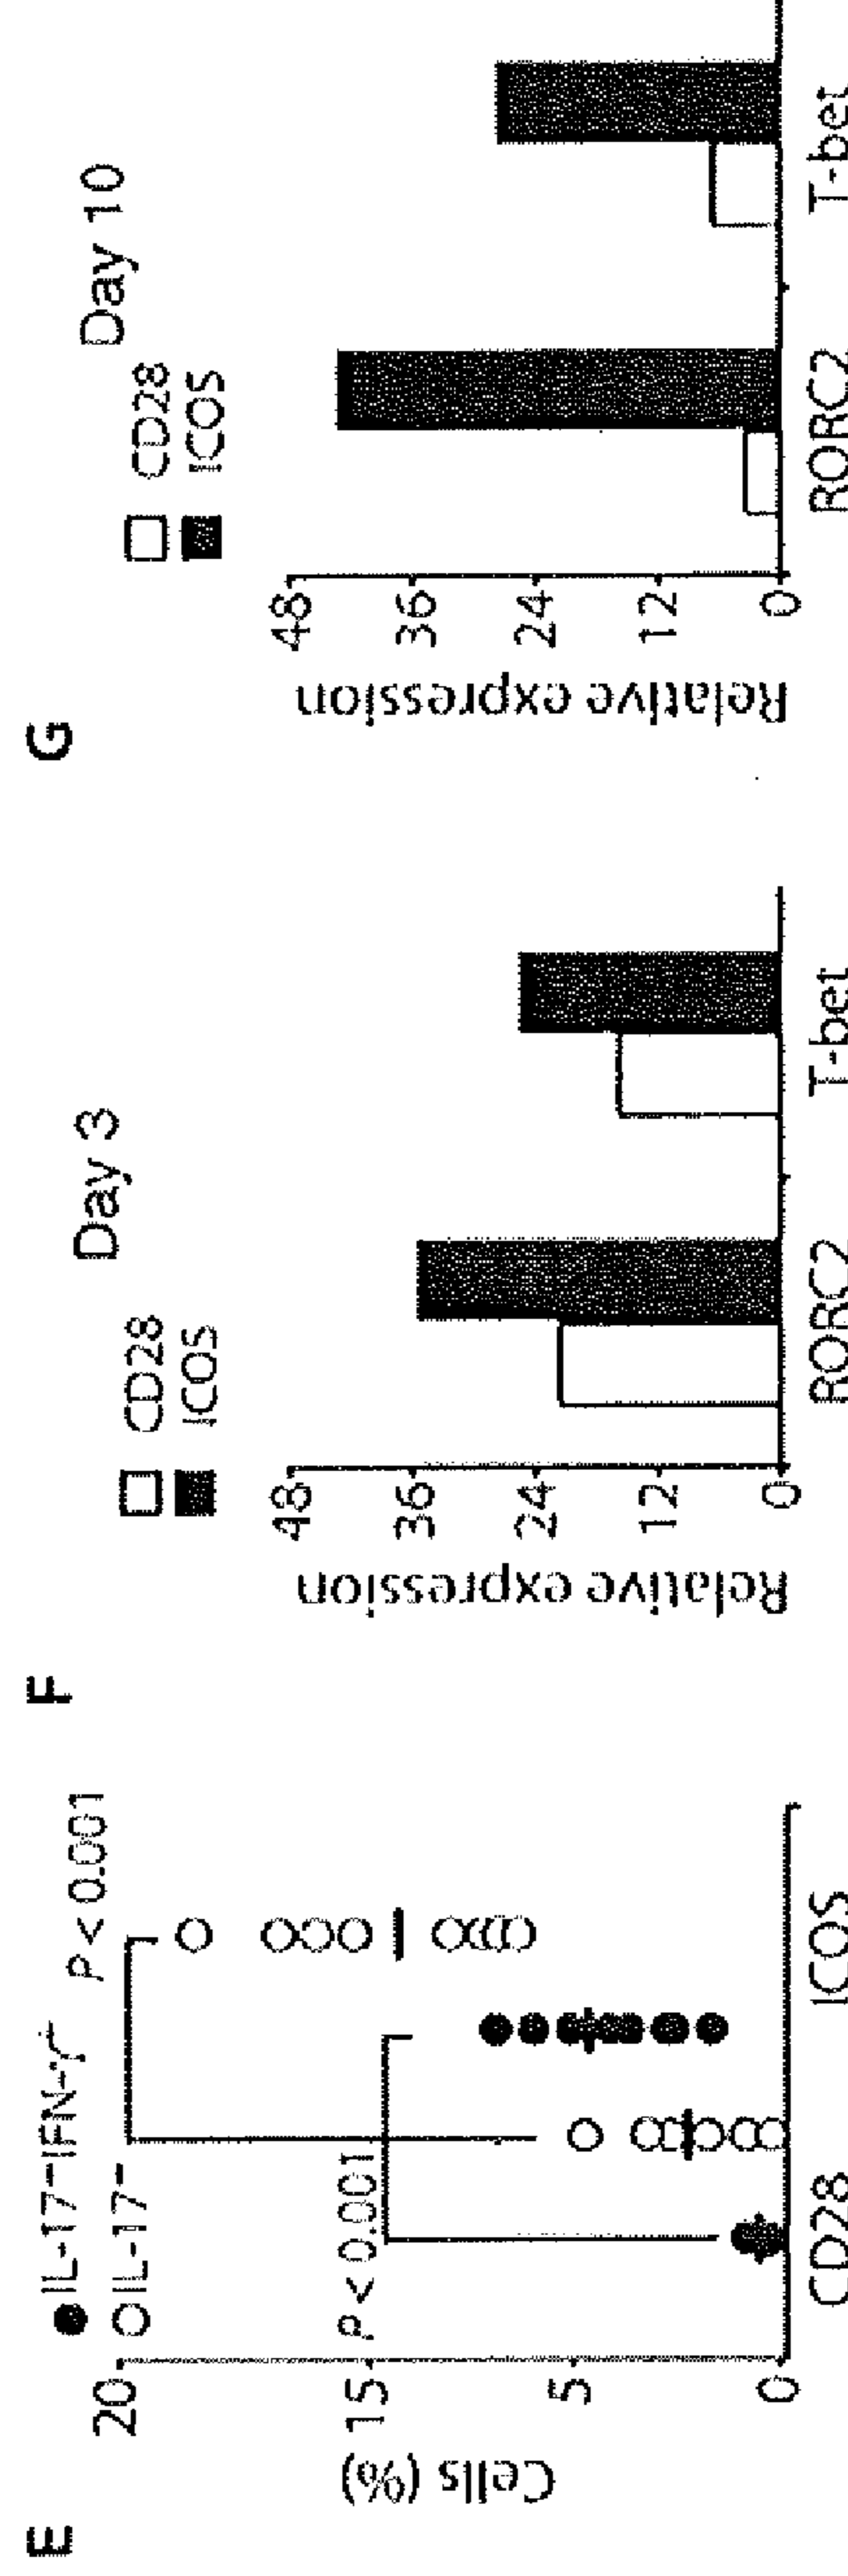 E
● IL-17⁻IFN-γ⁺
○ IL-17⁻
P < 0.001
P < 0.001
Cells (%)
20
15
5
0
CD28
ICOS
F
Day 3
CD28
ICOS
Relative expression
48
36
24
12
0
RORC2
T-bet
G
Day 10
CD28
ICOS
Relative expression
48
36
24
12
0
RORC2
T-bet